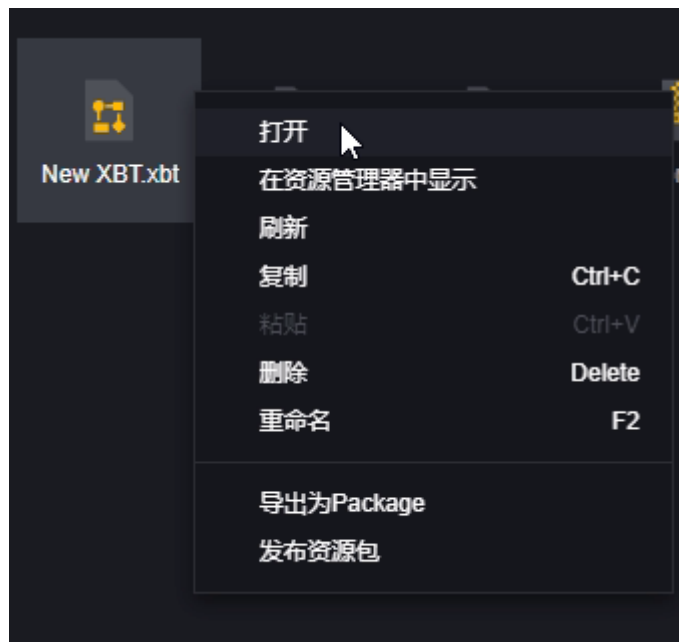 New XBT.xbt
打开
在资源管理器中显示
刷新
复制 Ctrl+C
粘贴 Ctrl+V
删除 Delete
重命名 F2
导出为Package
发布资源包